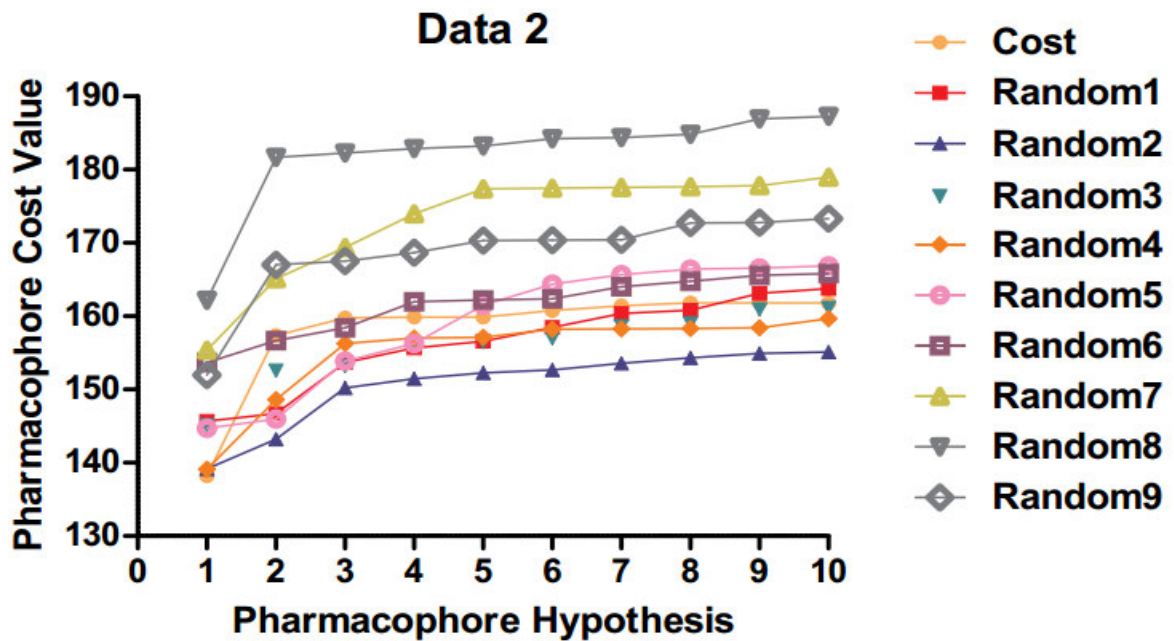 Data 2
Pharmacophore Cost Value
190
180
170
160
150
140
130
0 1 2 3 4 5 6 7 8 9 10
Pharmacophore Hypothesis
Cost
Random1
Random2
Random3
Random4
Random5
Random6
Random7
Random8
Random9